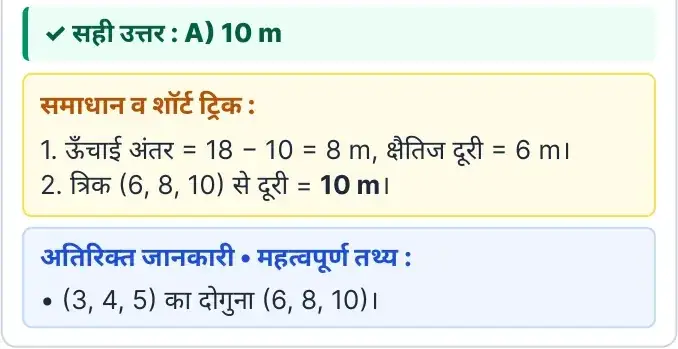 ✓ सही उत्तर : A) 10 m
समाधान व शॉर्ट ट्रिक :
1. ऊँचाई अंतर = 18 − 10 = 8 m, क्षैतिज दूरी = 6 m।
2. त्रिक (6, 8, 10) से दूरी = 10 m।
अतिरिक्त जानकारी • महत्वपूर्ण तथ्य :
• (3, 4, 5) का दोगुना (6, 8, 10)।